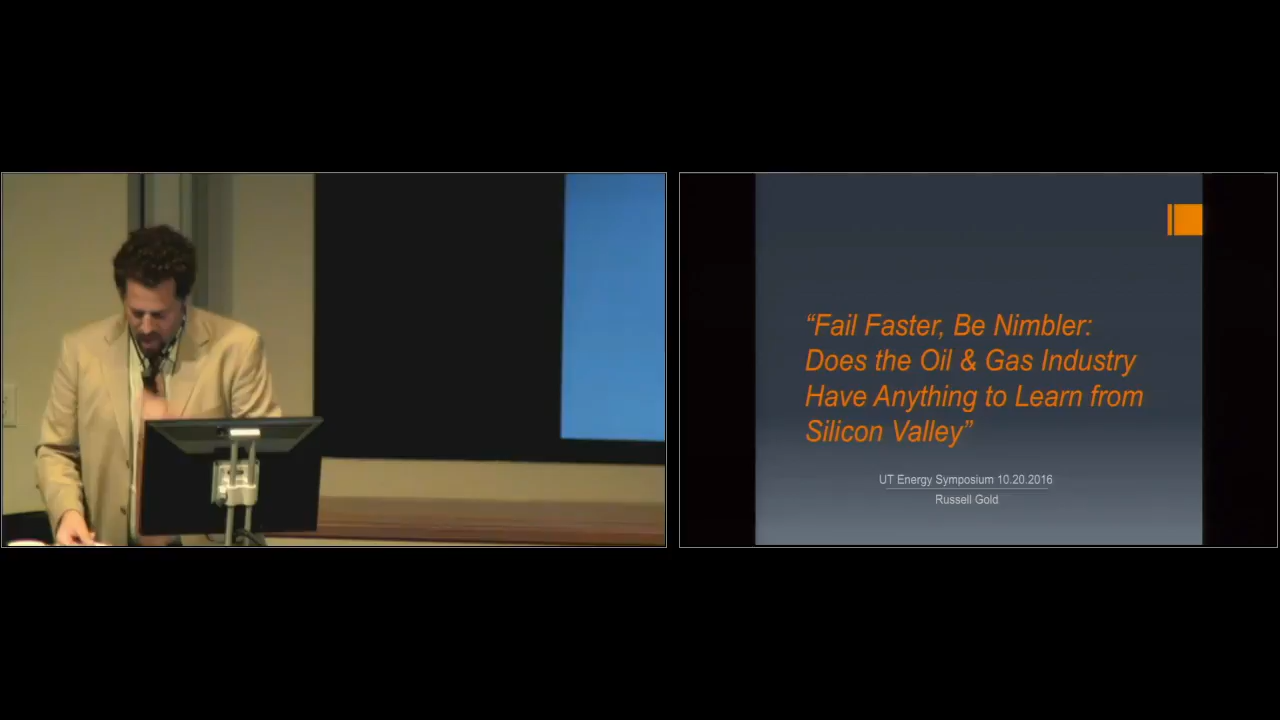 “Fail Faster, Be Nimbler:
Does the Oil & Gas Industry
Have Anything to Learn from
Silicon Valley”
UT Energy Symposium 10.20.2016
Russell Gold